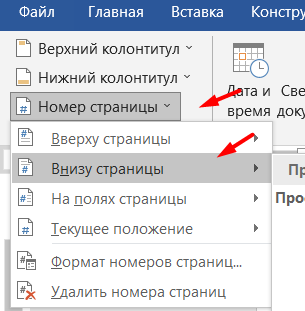 Файл Главная Вставка Констру
Верхний колонтитул
Нижний колонтитул
Номер страницы
Дата и
время
Све
доку
Вверху страницы
Внизу страницы
На полях страницы
Текущее положение
Формат номеров страниц...
Удалить номера страниц
Пр
Прос